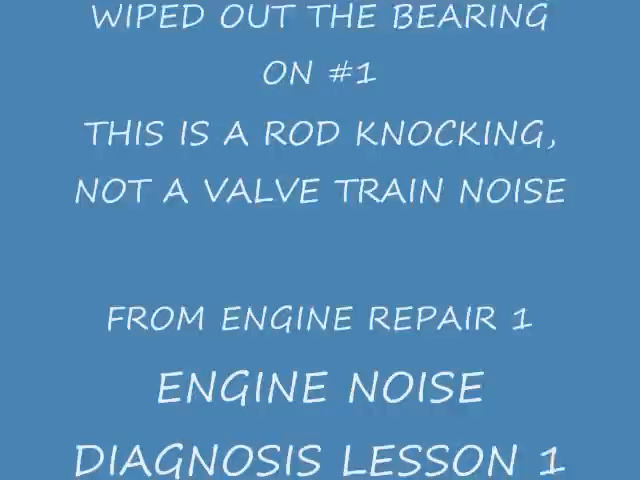 WIPED OUT THE BEARING
ON #1
THIS IS A ROD KNOCKING,
NOT A VALVE TRAIN NOISE
FROM ENGINE REPAIR 1
ENGINE NOISE
DIAGNOSIS LESSON 1